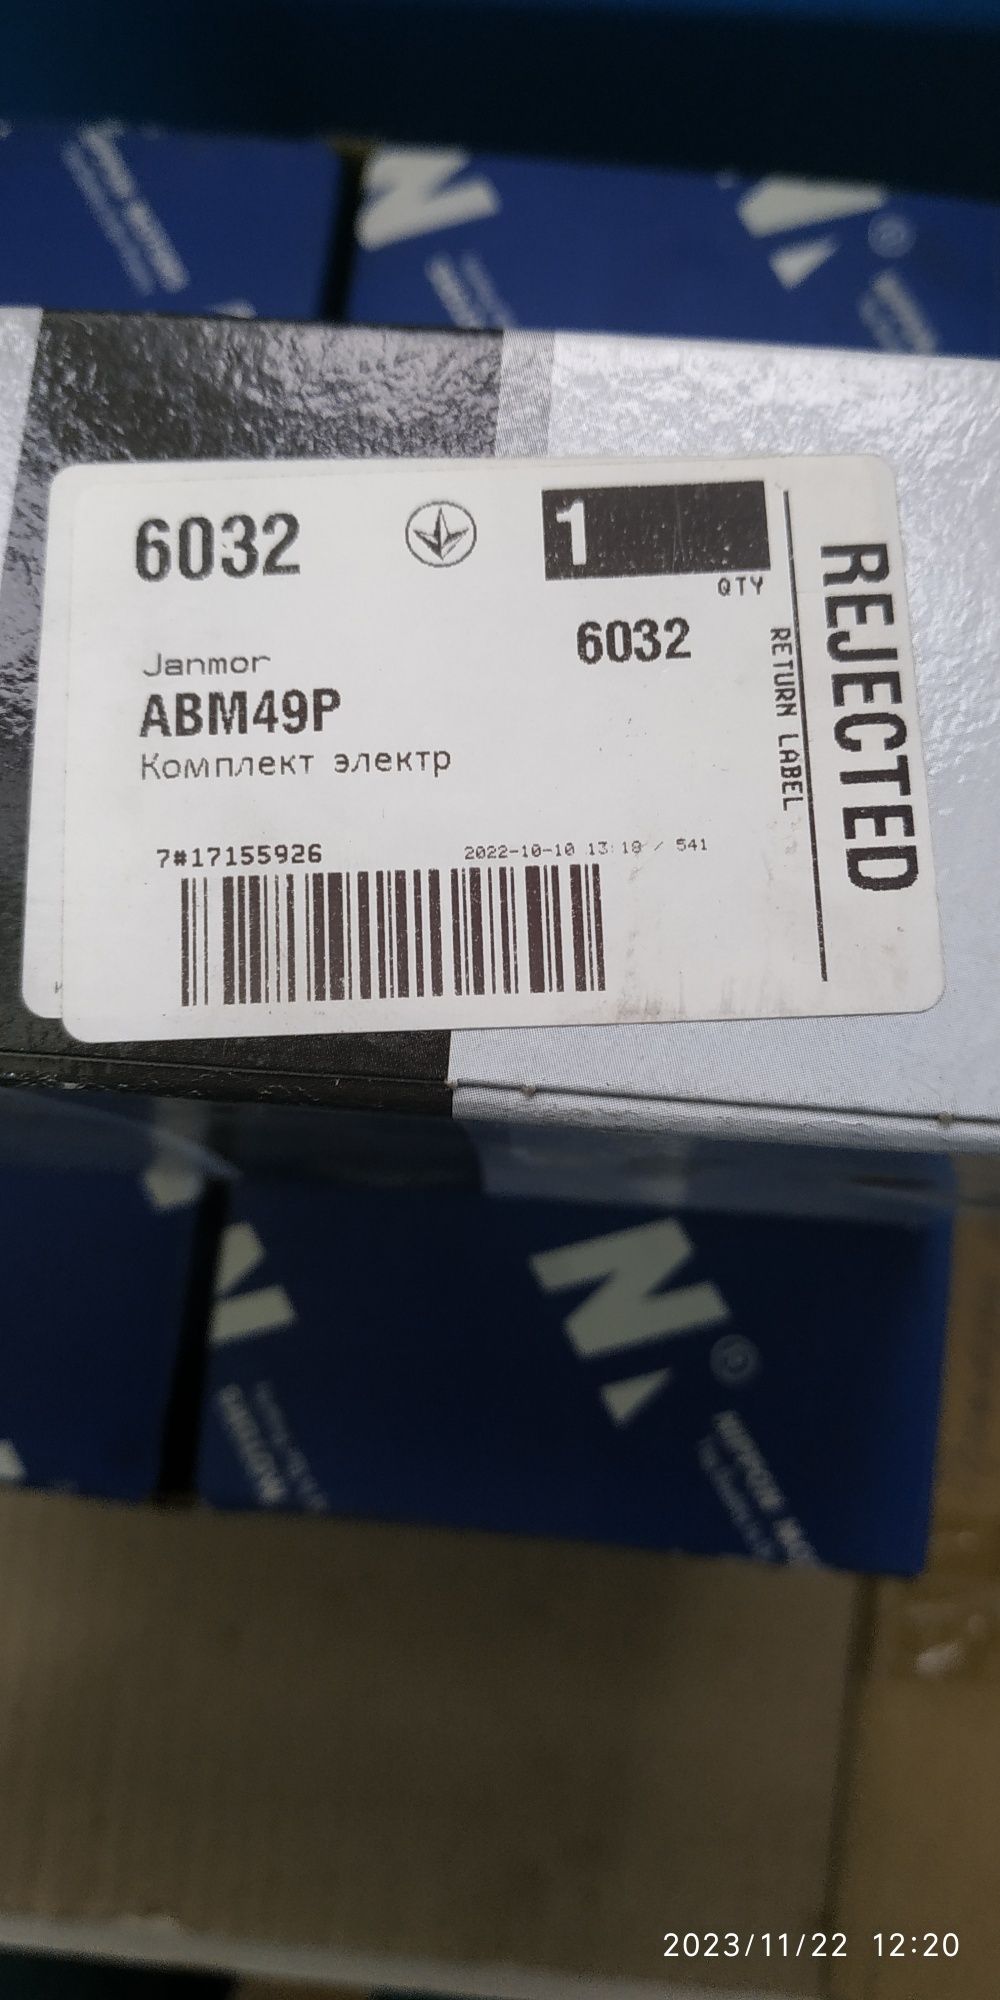 6032
1
QTY
6032
Janmor
ABM49P
Комплект электр
7#17155926
2022-10-10 13:18 / 541
RETURN LABEL
REJECTED
N
N
N
N
NIPPON
2023/11/22 12:20